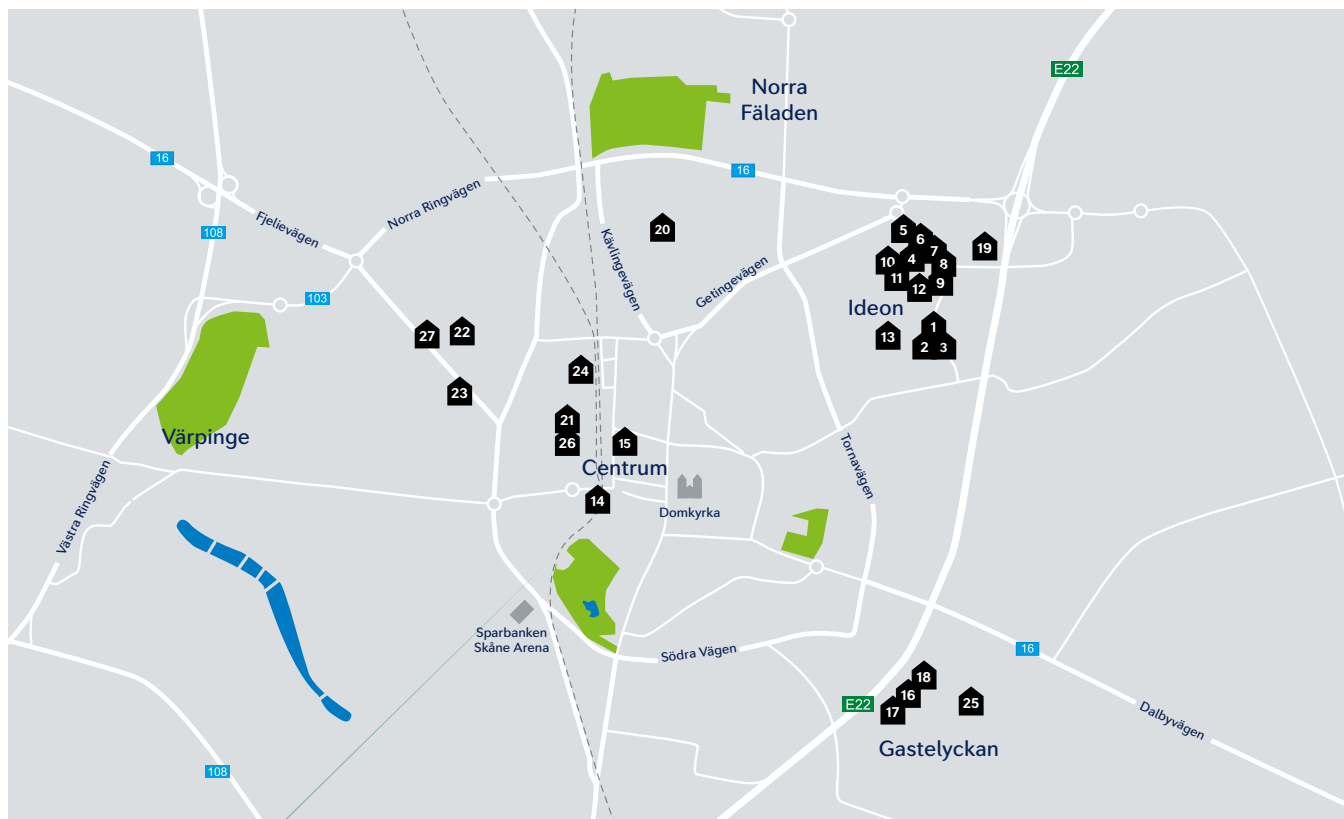 E22
Norra
Fäladen
16
16
Norra Ringvägen
Fjelievägen
108
Kävlingevägen
20
5
6
7
19
10
4
8
11
9
12
Getingevägen
103
Ideon
1
13
2
3
27
22
24
23
21
26
15
Värpinge
Centrum
Tornavägen
14
Domkyrka
Västra Ringvägen
Sparbanken
Skåne Arena
Södra Vägen
16
18
16
17
25
E22
Dalbyvägen
Gastelyckan
108